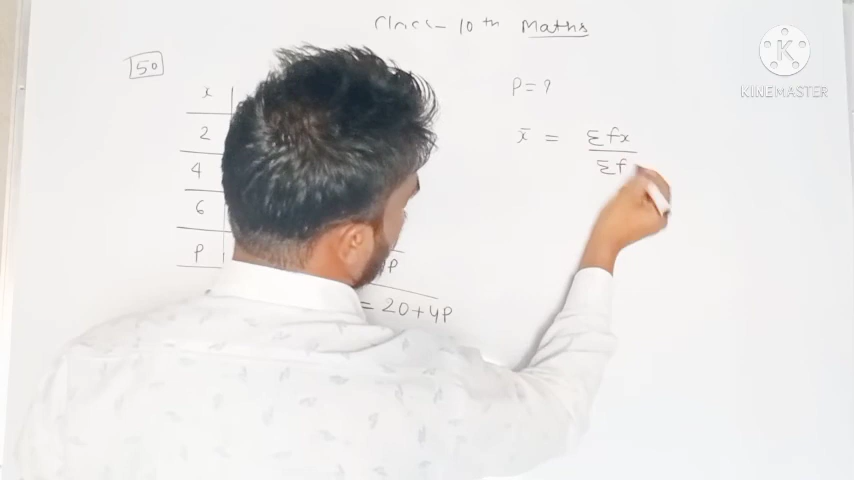 Class- 10th Maths
50
x
P = ?
2
x̄ = Σfx / Σf
4
6
P
4P
= 20+4P
K
KINEMASTER